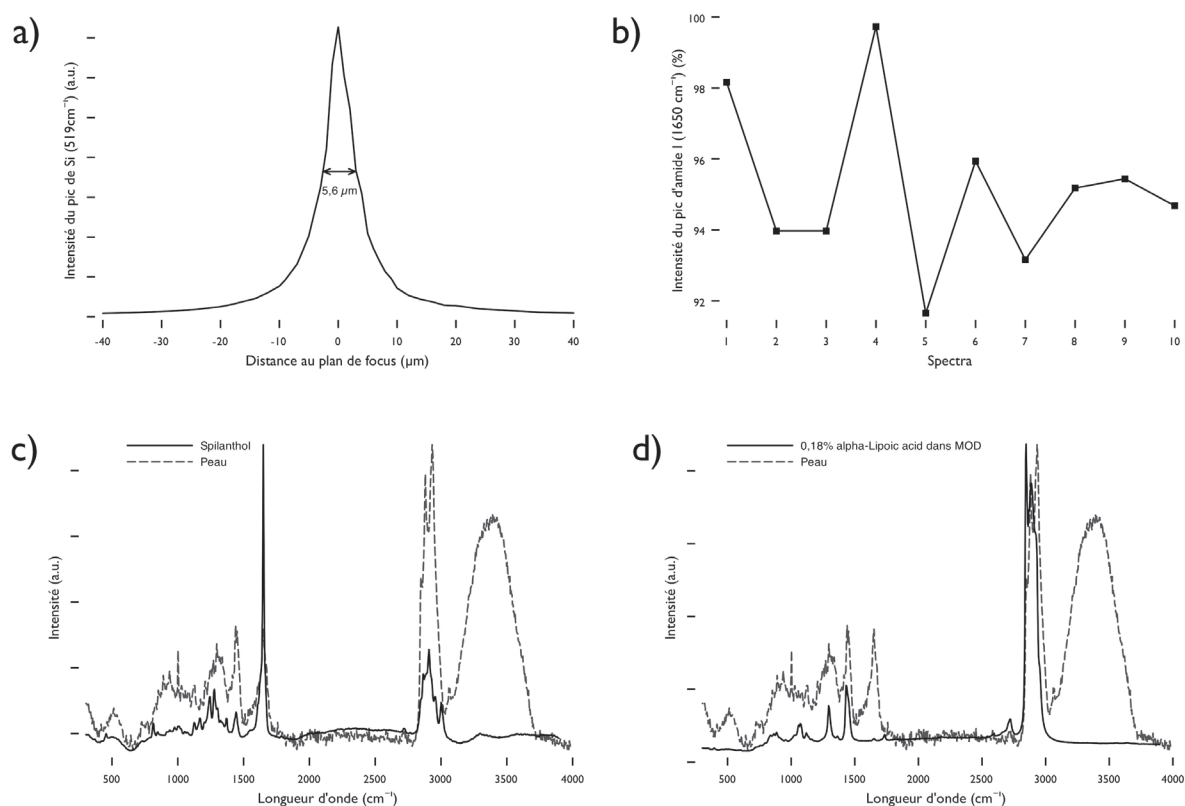 a)
Intensité du pic de Si (519cm⁻¹) (a.u.)
5,6 µm
-40 -30 -20 -10 0 10 20 30 40
Distance au plan de focus (µm)
b)
Intensité du pic d'amide I (1650 cm⁻¹) (%)
100
98
96
94
92
1 2 3 4 5 6 7 8 9 10
Spectra
c)
Spilanthol
Peau
Intensité (a.u.)
500 1000 1500 2000 2500 3000 3500 4000
Longueur d'onde (cm⁻¹)
d)
0,18% alpha-Lipoic acid dans MOD
Peau
Intensité (a.u.)
500 1000 1500 2000 2500 3000 3500 4000
Longueur d'onde (cm⁻¹)